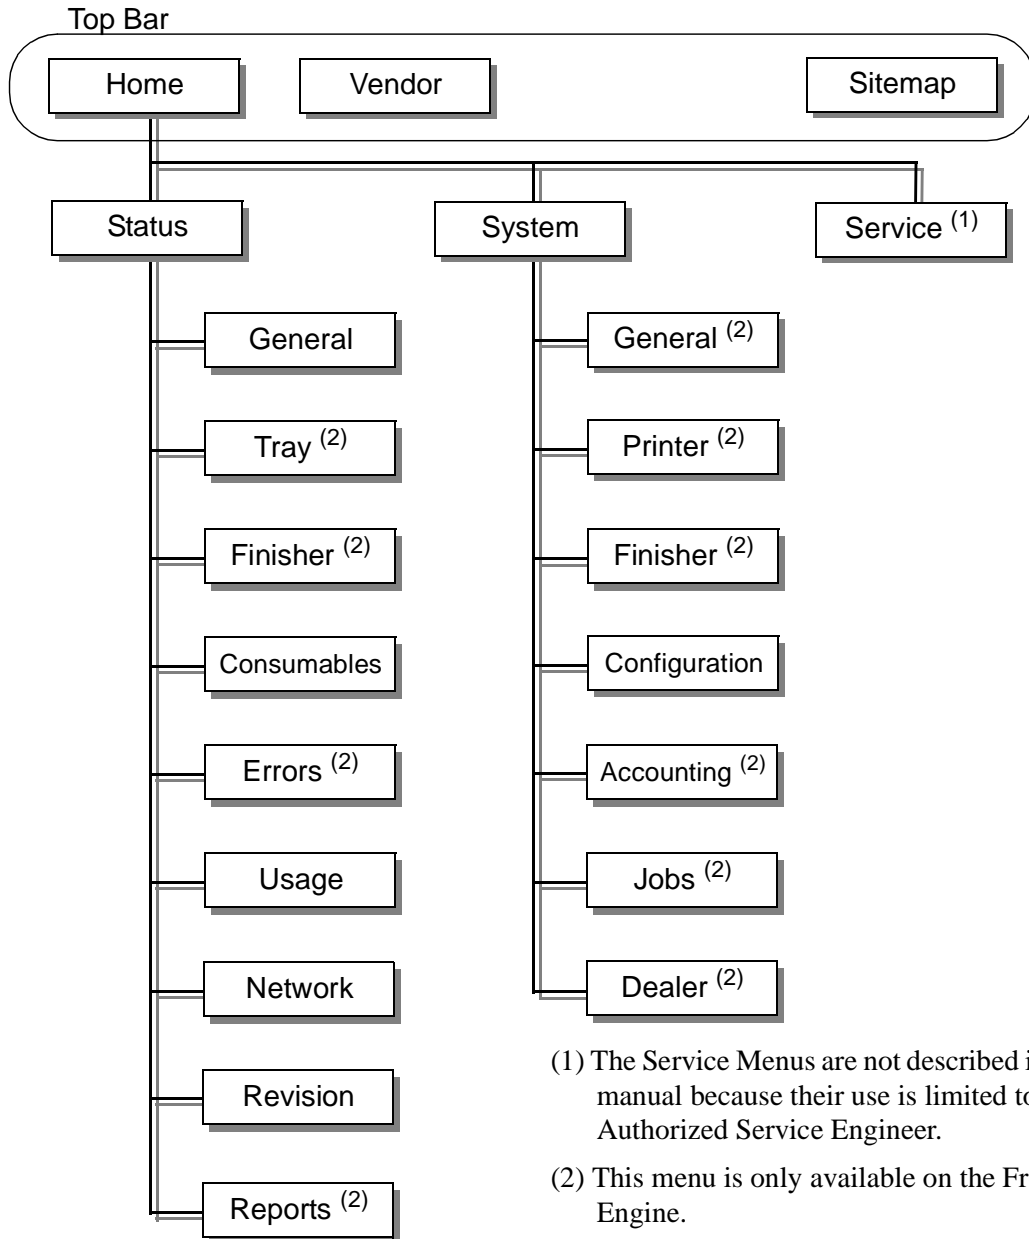 Top Bar
Home
Vendor
Sitemap
Status
System
Service (1)
General
General (2)
Tray (2)
Printer (2)
Finisher (2)
Finisher (2)
Consumables
Configuration
Errors (2)
Accounting (2)
Usage
Jobs (2)
Network
Dealer (2)
Revision
Reports (2)
(1) The Service Menus are not described
manual because their use is limited
Authorized Service Engineer.
(2) This menu is only available on the
Engine.